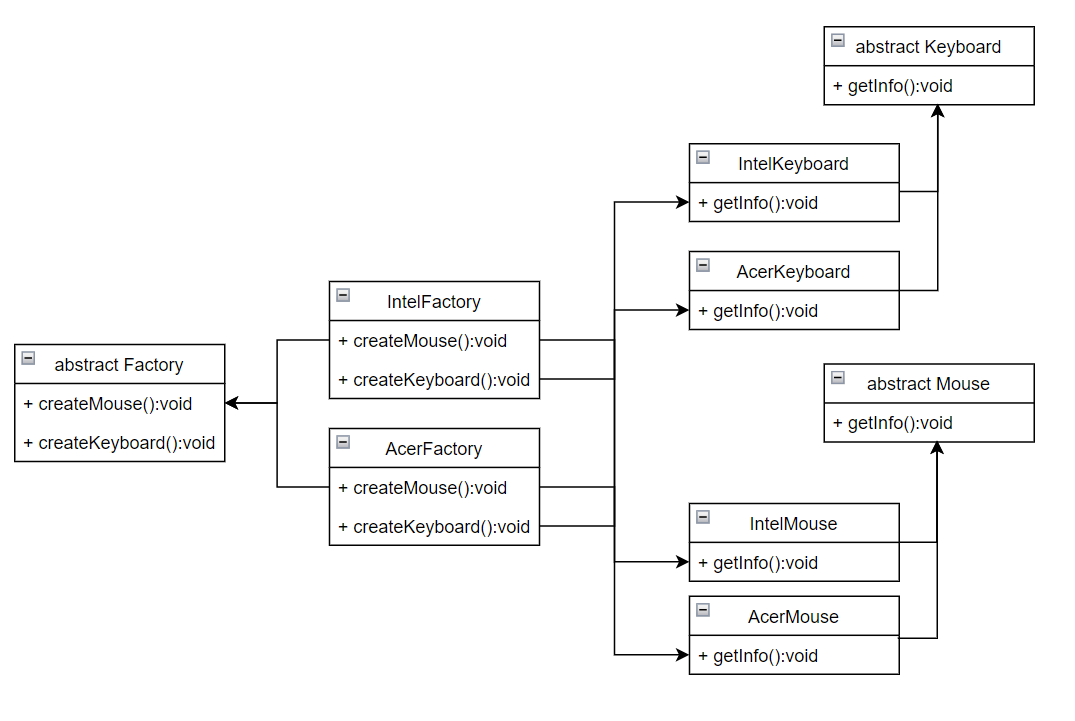 abstract Keyboard
+ getInfo():void
IntelKeyboard
+ getInfo():void
AcerKeyboard
+ getInfo():void
IntelFactory
+ createMouse():void
+ createKeyboard():void
abstract Factory
+ createMouse():void
+ createKeyboard():void
AcerFactory
+ createMouse():void
+ createKeyboard():void
abstract Mouse
+ getInfo():void
IntelMouse
+ getInfo():void
AcerMouse
+ getInfo():void